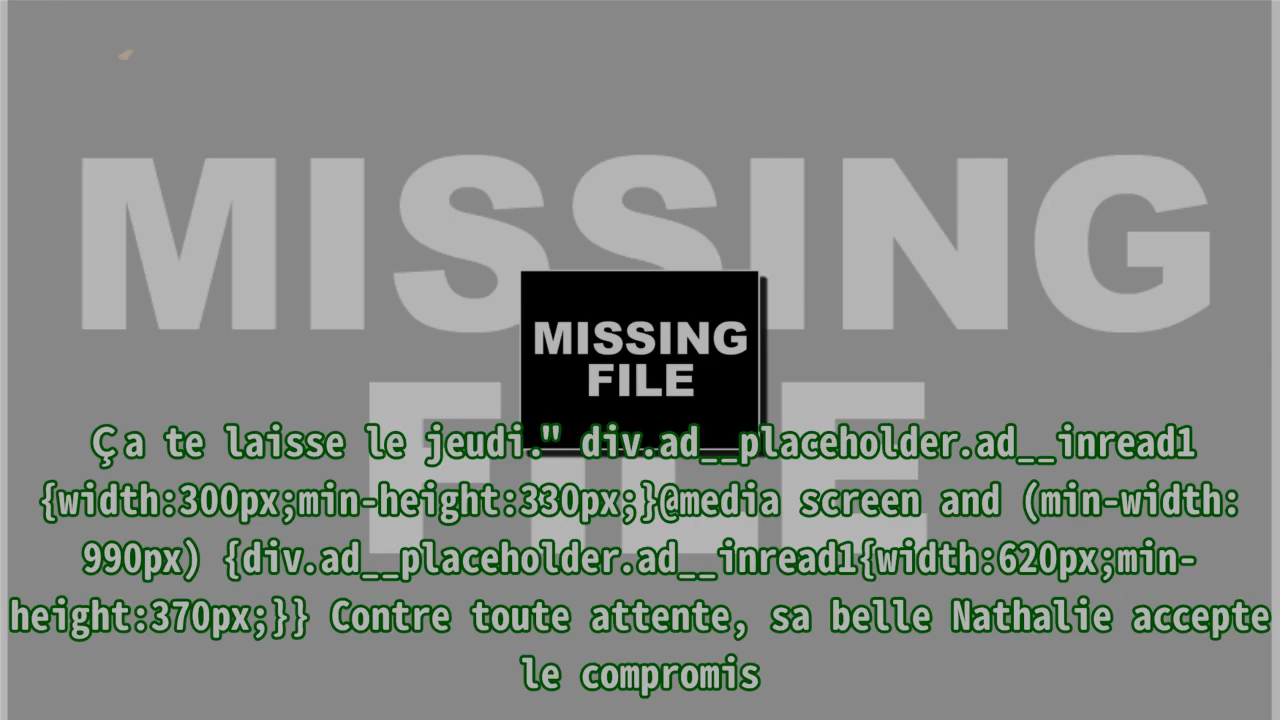 MISSING
FILE
MISSING
FILE
Ça te laisse le jeudi." div.ad__placeholder.ad__inread1
{width:300px;min-height:330px;}@media screen and (min-width:
990px) {div.ad__placeholder.ad__inread1{width:620px;min-
height:370px;}} Contre toute attente, sa belle Nathalie accepte
le compromis